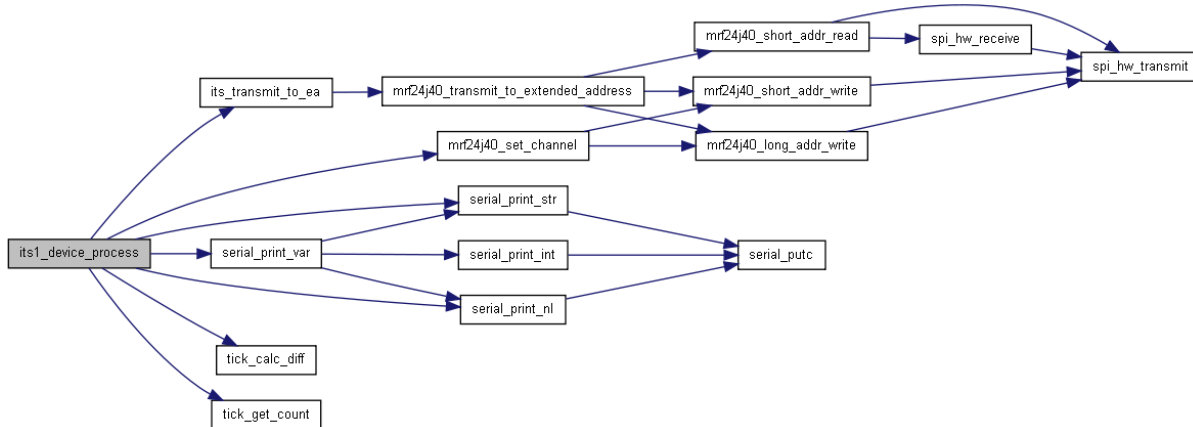 mrf24j40_short_addr_read
spi_hw_receive
spi_hw_transmit
its_transmit_to_ea
mrf24j40_transmit_to_extended_address
mrf24j40_short_addr_write
mrf24j40_set_channel
mrf24j40_long_addr_write
serial_print_str
its1_device_process
serial_print_var
serial_print_int
serial_putc
serial_print_nl
tick_calc_diff
tick_get_count